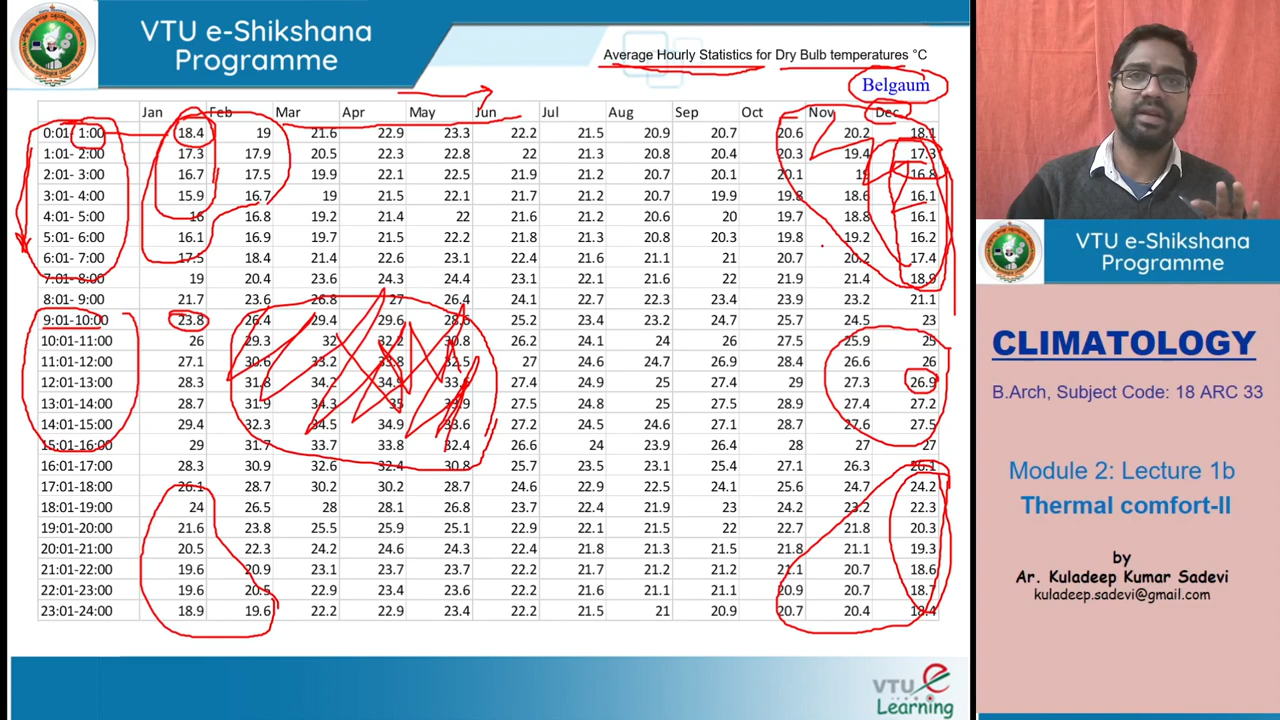 VTU e-Shikshana
Programme
Average Hourly Statistics for Dry Bulb temperatures °C
Belgaum
Jan Feb Mar Apr May Jun Jul Aug Sep Oct Nov Dec
0:01 1:00 18.4 19 21.6 22.9 23.3 22.2 21.5 20.9 20.7 20.6 20.2 18.1
1:01- 2:00 17.3 17.9 20.5 22.3 22.8 22 21.3 20.8 20.4 20.3 19.4 17.3
2:01- 3:00 16.7 17.5 19.9 22.1 22.5 21.9 21.2 20.7 20.1 20.1 16.8
3:01- 4:00 15.9 16.7 19 21.5 22.1 21.7 21.2 20.7 19.9 19.8 18.6 16.1
4:01- 5:00 16 16.8 19.2 21.4 22 21.6 21.2 20.6 20 19.7 18.8 16.1
5:01- 6:00 16.1 16.9 19.7 21.5 22.2 21.8 21.3 20.8 20.3 19.8 19.2 16.2
6:01- 7:00 17.5 18.4 21.4 22.6 23.1 22.4 21.6 21.1 21 20.7 20.2 17.4
7:01- 8:00 19 20.4 23.6 24.3 24.4 23.1 22.1 21.6 22 21.9 21.4 18.9
8:01- 9:00 21.7 23.6 26.8 27 26.4 24.1 22.7 22.3 23.4 23.9 23.2 21.1
9:01-10:00 23.8 26.4 29.4 29.6 28.6 25.2 23.4 23.2 24.7 25.7 24.5 23
10:01-11:00 26 29.3 32 32.2 30.8 26.2 24.1 24 26 27.5 25.9 25
11:01-12:00 27.1 30.6 33.2 33.8 32.5 27 24.6 24.7 26.9 28.4 26.6 26
12:01-13:00 28.3 31.8 34.2 34.9 27.4 24.9 25 27.4 29 27.3 26.9
13:01-14:00 28.7 31.9 34.3 35 33.9 27.5 24.8 25 27.5 28.9 27.4 27.2
14:01-15:00 29.4 32.3 34.5 34.9 33.6 27.2 24.5 24.6 27.1 28.7 27.6 27.5
15:01-16:00 29 31.7 33.7 33.8 32.4 26.6 24 23.9 26.4 28 27 27
16:01-17:00 28.3 30.9 32.6 32.4 30.8 25.7 23.5 23.1 25.4 27.1 26.3 26.1
17:01-18:00 26.1 28.7 30.2 30.2 28.7 24.6 22.9 22.5 24.1 25.6 24.7 24.2
18:01-19:00 24 26.5 28 28.1 26.8 23.7 22.4 21.9 23 24.2 23.2 22.3
19:01-20:00 21.6 23.8 25.5 25.9 25.1 22.9 22.1 21.5 22 22.7 21.8 20.3
20:01-21:00 20.5 22.3 24.2 24.6 24.3 22.4 21.8 21.3 21.5 21.8 21.1 19.3
21:01-22:00 19.6 20.9 23.1 23.7 23.7 22.2 21.7 21.2 21.2 21.1 20.7 18.6
22:01-23:00 19.6 20.5 22.9 23.4 23.6 22.2 21.6 21.1 21.1 20.9 20.7 18.7
23:01-24:00 18.9 19.6 22.2 22.9 23.4 22.2 21.5 21 20.9 20.7 20.4 18.4
VTU e
Learning
VTU e-Shikshana
Programme
CLIMATOLOGY
B.Arch, Subject Code: 18 ARC 33
Module 2: Lecture 1b
Thermal comfort-II
by
Ar. Kuladeep Kumar Sadevi
kuladeep.sadevi@gmail.com